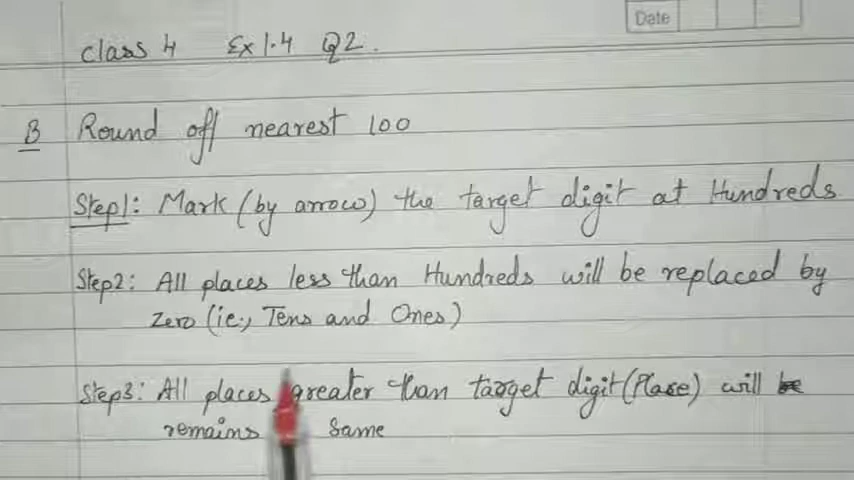 Date
Class 4 Ex 1.4 Q2.
B Round off nearest 100
Step1: Mark (by arrow) the target digit at Hundreds
Step2: All places less than Hundreds will be replaced by
Zero (ie., Tens and Ones)
Step3: All places greater than target digit (Place) will be
remains same